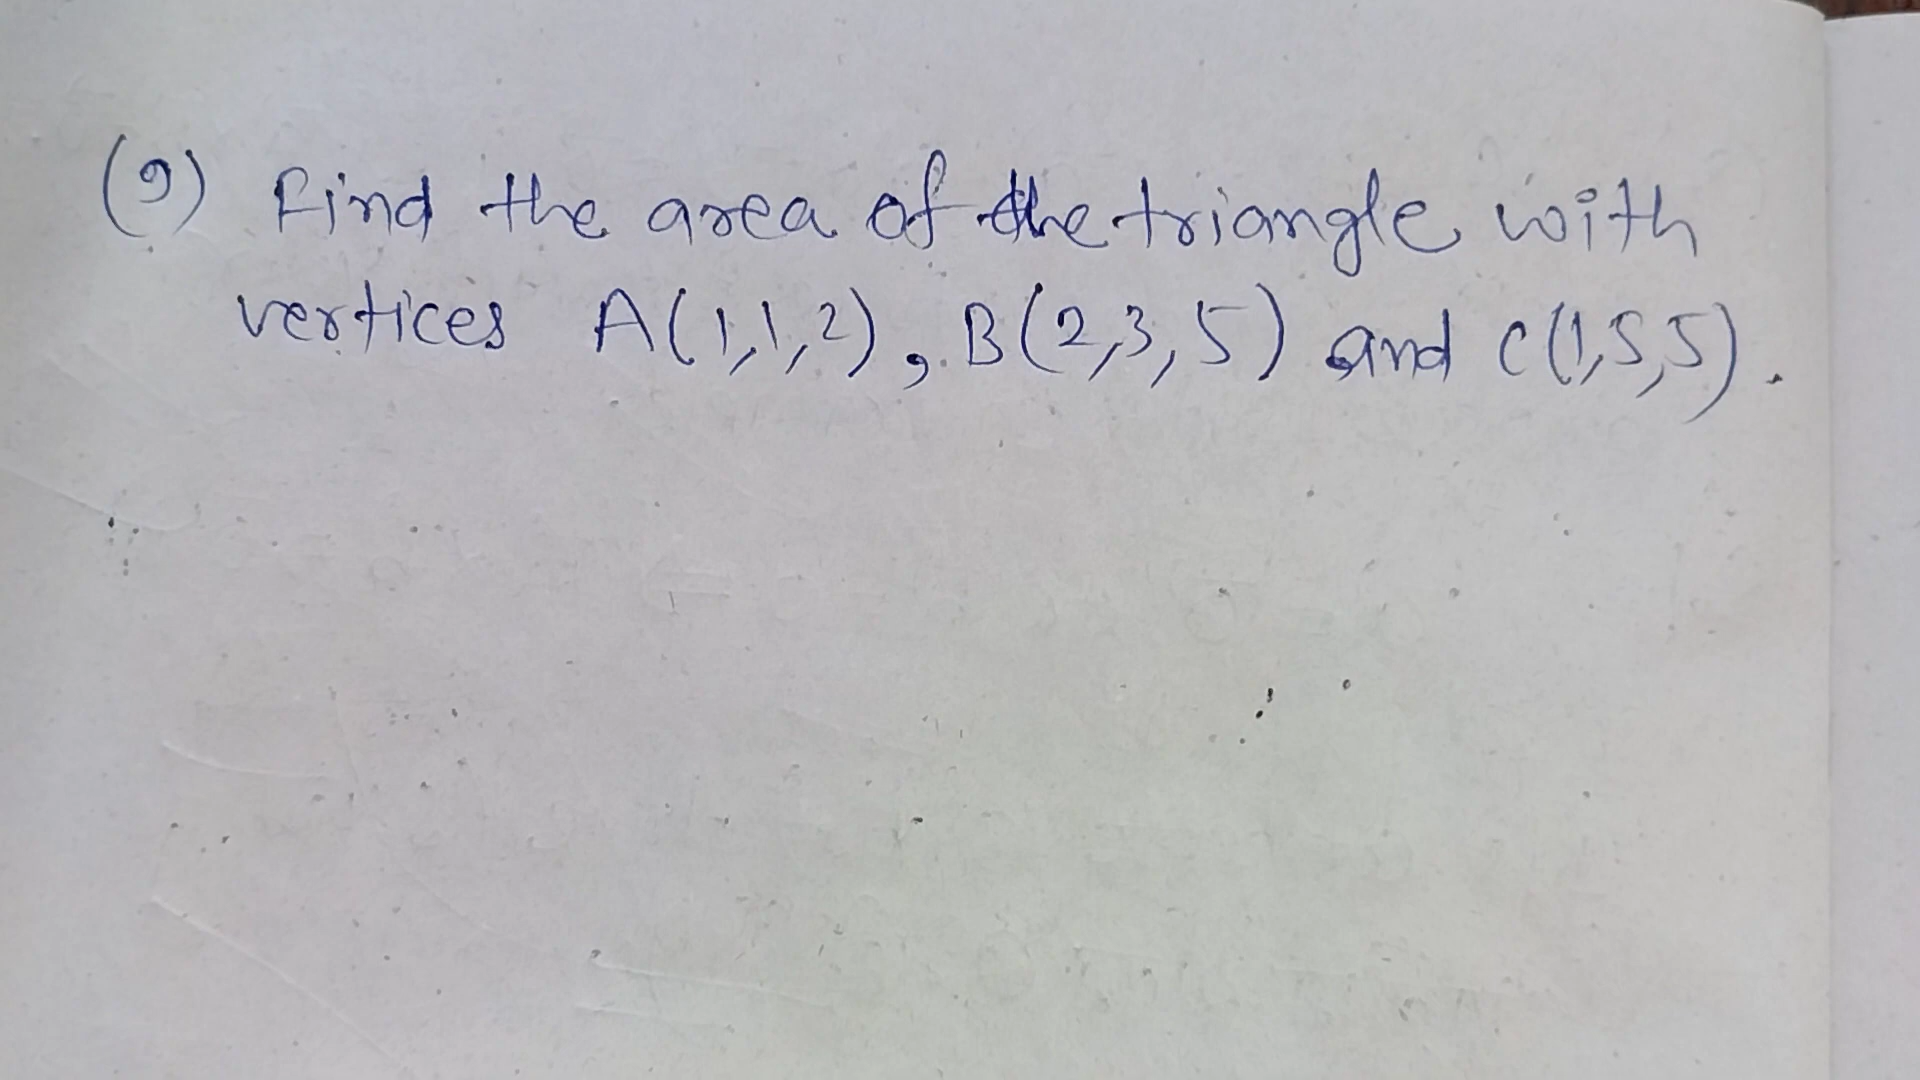 (9) Find the area of the triangle with
vertices A(1,1,2), B(2,3,5) and C(1,5,5).